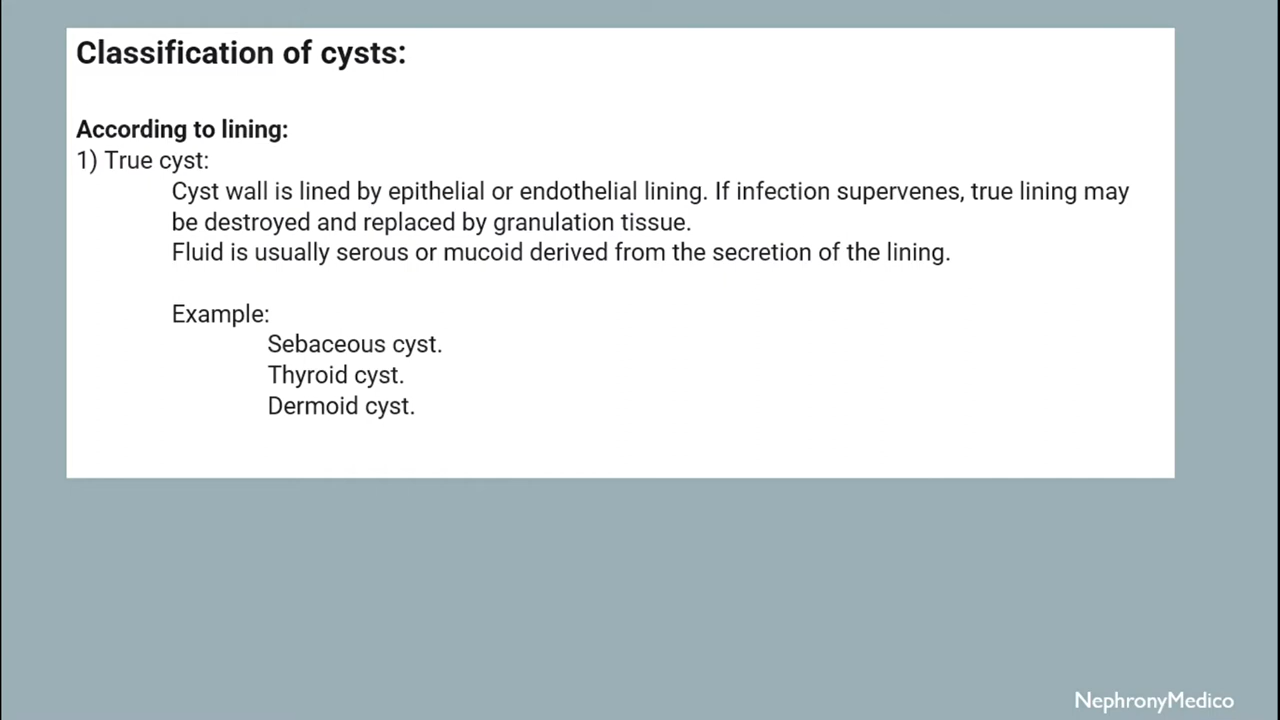 Classification of cysts:
According to lining:
1) True cyst:
Cyst wall is lined by epithelial or endothelial lining. If infection supervenes, true lining may
be destroyed and replaced by granulation tissue.
Fluid is usually serous or mucoid derived from the secretion of the lining.
Example:
Sebaceous cyst.
Thyroid cyst.
Dermoid cyst.
NephronyMedico